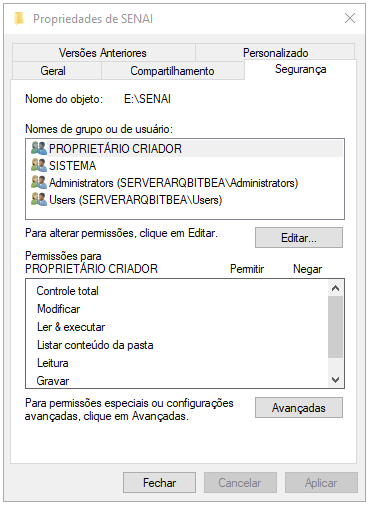 Propriedades de SENAI
Versões Anteriores
Personalizado
Geral
Compartilhamento
Segurança
Nome do objeto: E:\SENAI
Nomes de grupo ou de usuário:
PROPRIETÁRIO CRIADOR
SISTEMA
Administrators (SERVERARQBITBEA\Administrators)
Users (SERVERARQBITBEA\Users)
Para alterar permissões, clique em Editar.
Editar...
Permissões para
PROPRIETÁRIO CRIADOR Permitir Negar
Controle total
Modificar
Ler & executar
Listar conteúdo da pasta
Leitura
Gravar
Para permissões especiais ou configurações
avançadas, clique em Avançadas.
Avançadas
Fechar
Cancelar
Aplicar